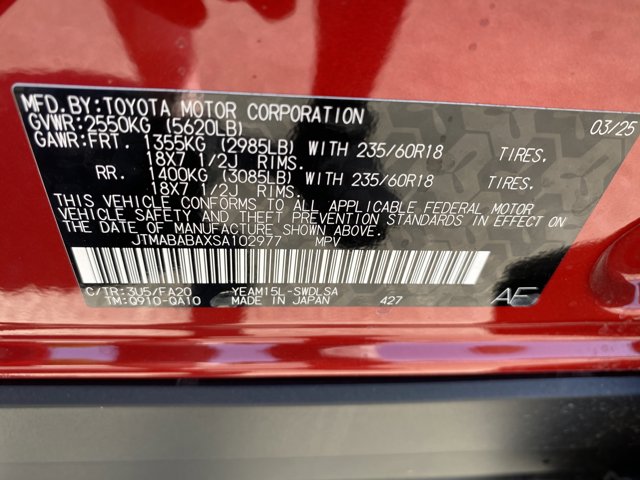 MFD.BY:TOYOTA MOTOR CORPORATION 03/25
GVWR:2550KG (5620LB)
GAWR:FRT. 1355KG (2985LB) WITH 235/60R18 TIRES.
18X7 1/2J RIMS.
RR. 1400KG (3085LB) WITH 235/60R18 TIRES.
18X7 1/2J RIMS.
THIS VEHICLE CONFORMS TO ALL APPLICABLE FEDERAL MOTOR
VEHICLE SAFETY AND THEFT PREVENTION STANDARDS IN EFFECT ON
THE DATE OF MANUFACTURE SHOWN ABOVE.
JTMABABAXSA102977 MPV
C/TR:3U5/FA20 YEAM15L-SWDLSA
TM:Q910-QA10 MADE IN JAPAN 427 AE